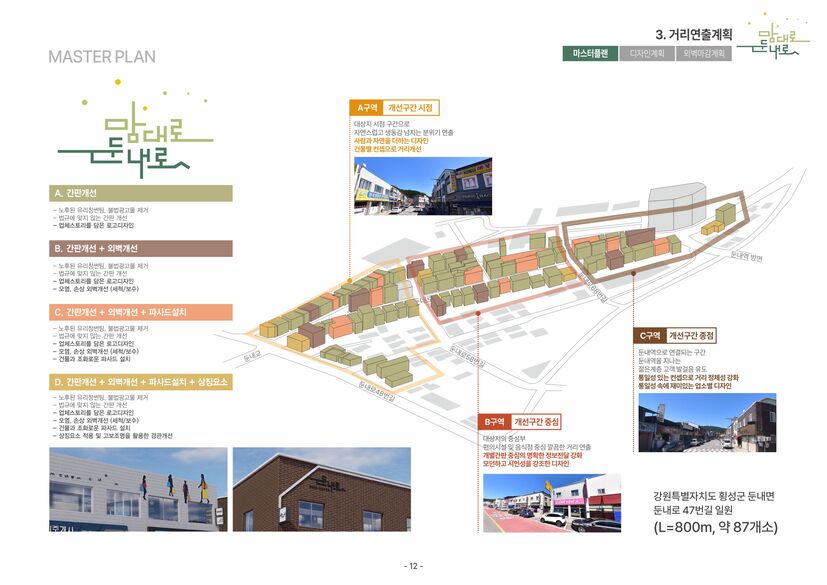 3. 거리연출계획
마스터플랜 디자인계획 외벽마감계획
맘대로
둔내로
MASTER PLAN
맘대로
둔내로
A. 간판개선
– 노후된 유리창썬팅, 불법광고물 제거
– 법규에 맞지 않는 간판 개선
– 업체스토리를 담은 로고디자인
B. 간판개선 + 외벽개선
– 노후된 유리창썬팅, 불법광고물 제거
– 법규에 맞지 않는 간판 개선
– 업체스토리를 담은 로고디자인
– 오염, 손상 외벽개선 (세척/보수)
C. 간판개선 + 외벽개선 + 파사드설치
– 노후된 유리창썬팅, 불법광고물 제거
– 법규에 맞지 않는 간판 개선
– 업체스토리를 담은 로고디자인
– 오염, 손상 외벽개선 (세척/보수)
– 건물과 조화로운 파사드 설치
D. 간판개선 + 외벽개선 + 파사드설치 + 상징요소
– 노후된 유리창썬팅, 불법광고물 제거
– 법규에 맞지 않는 간판 개선
– 업체스토리를 담은 로고디자인
– 오염, 손상 외벽개선 (세척/보수)
– 건물과 조화로운 파사드 설치
– 상징요소 적용 및 고보조명을 활용한 경관개선
A구역 개선구간 시점
대상지 시점 구간으로
자연스럽고 생동감 넘치는 분위기 연출
사람과 자연을 더하는 디자인
건물별 컨셉으로 거리개선
둔내교
둔내로48번길
둔내로58번길
둔내역 방면
B구역 개선구간 중심
대상지의 중심부
편의시설 및 음식점 중심 깔끔한 거리 연출
개별간판 중심의 명확한 정보전달 강화
모던하고 시인성을 강조한 디자인
C구역 개선구간 종점
둔내역으로 연결되는 구간
둔내역을 지나는
젊은계층 고객 발걸음 유도
통일성 있는 컨셉으로 거리 정체성 강화
통일성 속에 재미있는 업소별 디자인
강원특별자치도 횡성군 둔내면
둔내로 47번길 일원
(L=800m, 약 87개소)
- 12 -